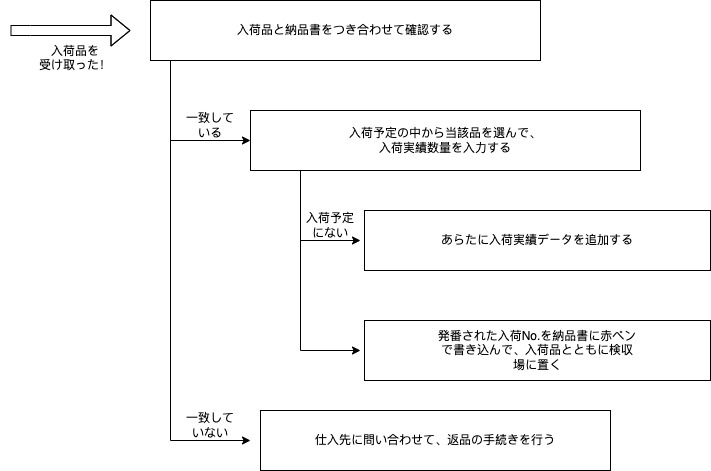 入荷品と納品書をつき合わせて確認する
入荷品を
受け取った!
一致して
いる
入荷予定の中から当該品を選んで、
入荷実績数量を入力する
入荷予定
にない
あらたに入荷実績データを追加する
発番された入荷No.を納品書に赤ペン
で書き込んで、入荷品とともに検収
場に置く
一致して
いない
仕入先に問い合わせて、返品の手続きを行う